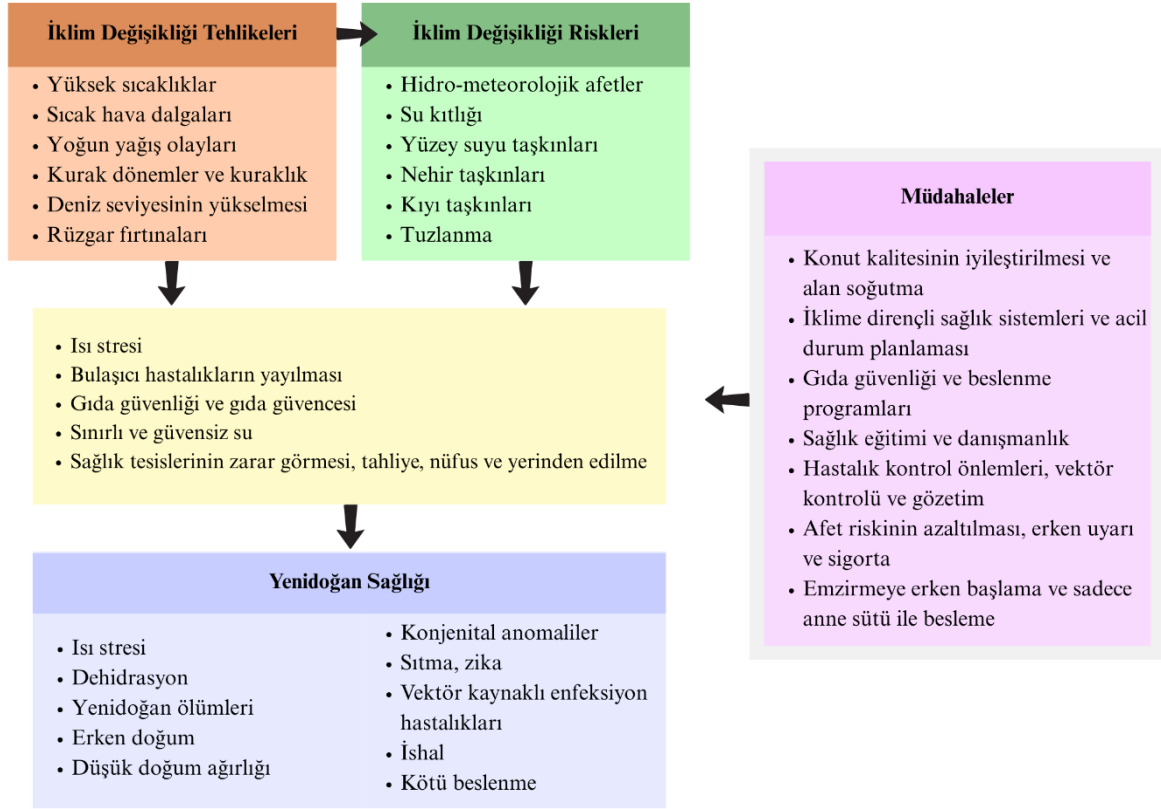 İklim Değişikliği Tehlikeleri
• Yüksek sıcaklıklar
• Sıcak hava dalgaları
• Yoğun yağış olayları
• Kurak dönemler ve kuraklık
• Deniz seviyesinin yükselmesi
• Rüzgar fırtınaları
İklim Değişikliği Riskleri
• Hidro-meteorolojik afetler
• Su kıtlığı
• Yüzey suyu taşkınları
• Nehir taşkınları
• Kıyı taşkınları
• Tuzlanma
• Isı stresi
• Bulaşıcı hastalıkların yayılması
• Gıda güvenliği ve gıda güvencesi
• Sınırlı ve güvensiz su
• Sağlık tesislerinin zarar görmesi, tahliye, nüfus ve yerinden edilme
Müdahaleler
• Konut kalitesinin iyileştirilmesi ve
alan soğutma
• İklime dirençli sağlık sistemleri ve acil
durum planlaması
• Gıda güvenliği ve beslenme
programları
• Sağlık eğitimi ve danışmanlık
• Hastalık kontrol önlemleri, vektör
kontrolü ve gözetim
• Afet riskinin azaltılması, erken uyarı
ve sigorta
• Emzirmeye erken başlama ve sadece
anne sütü ile besleme
Yenidoğan Sağlığı
• Isı stresi
• Dehidrasyon
• Yenidoğan ölümleri
• Erken doğum
• Düşük doğum ağırlığı
• Konjenital anomaliler
• Sıtma, zika
• Vektör kaynaklı enfeksiyon
hastalıkları
• İshal
• Kötü beslenme